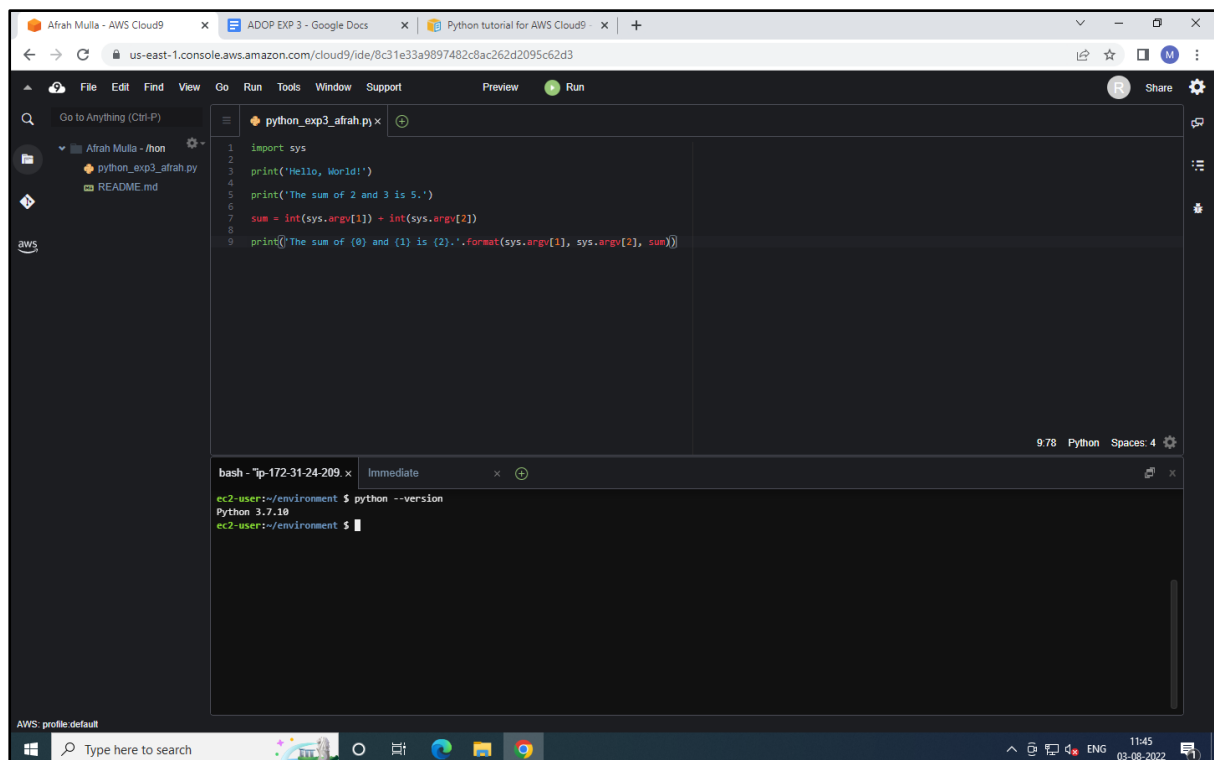 Afrah Mulla - AWS Cloud9
ADOP EXP 3 - Google Docs
Python tutorial for AWS Cloud9 -
us-east-1.console.aws.amazon.com/cloud9/ide/8c31e33a9897482c8ac262d2095c62d3
M
File Edit Find View Go Run Tools Window Support Preview Run
R Share
Go to Anything (Ctrl-P)
python_exp3_afrah.py
Afrah Mulla - /hon
python_exp3_afrah.py
README.md
aws
1 import sys
2
3 print('Hello, World!')
4
5 print('The sum of 2 and 3 is 5.')
6
7 sum = int(sys.argv[1]) + int(sys.argv[2])
8
9 print('The sum of {0} and {1} is {2}.'.format(sys.argv[1], sys.argv[2], sum))
9:78 Python Spaces: 4
bash - "ip-172-31-24-209. Immediate
ec2-user:~/environment $ python --version
Python 3.7.10
ec2-user:~/environment $
AWS: profile:default
Type here to search
ENG
11:45
03-08-2022
1